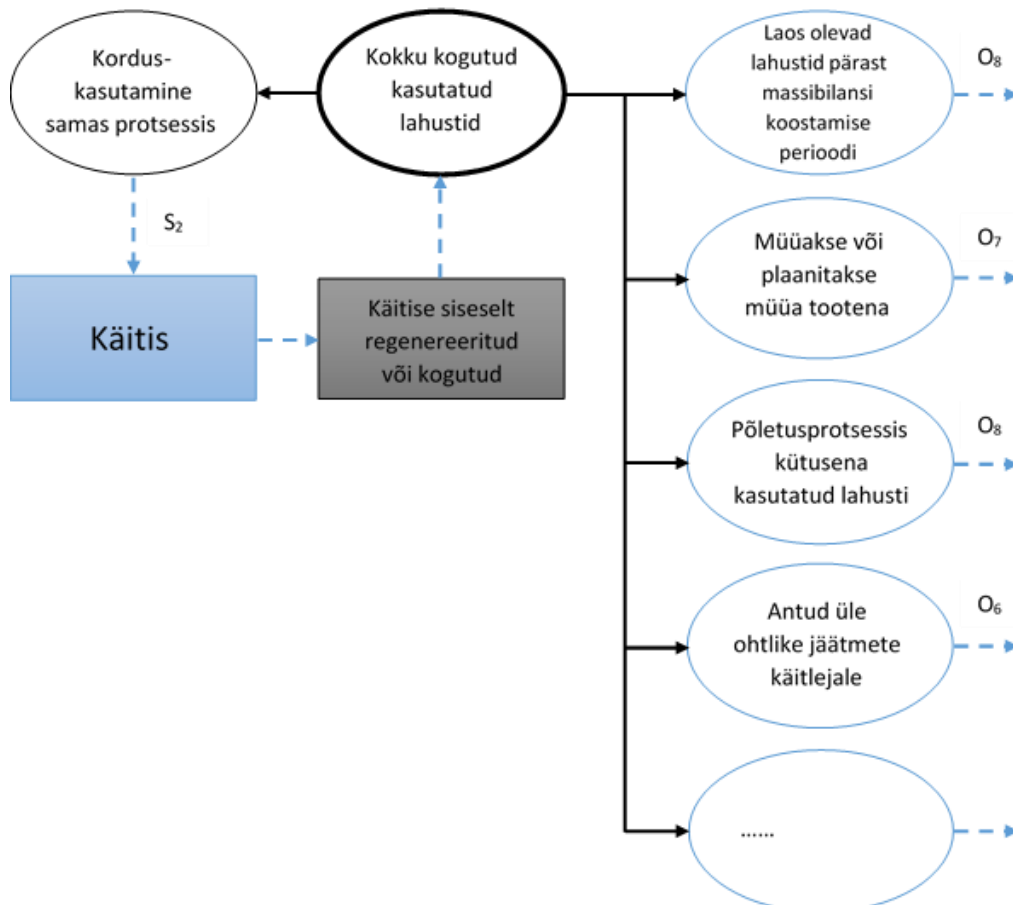 Kordus-
kasutamine
samas protsessis
Kokku kogutud
kasutatud
lahustid
Laos olevad
lahustid pärast
massibilansi
koostamise
perioodi
O₈
S₂
Müüakse või
plaanitakse
müüa tootena
O₇
Käitis
Käitise siseselt
regenereeritud
või kogutud
Põletusprotsessis
kütusena
kasutatud lahusti
O₈
Antud üle
ohtlike jäätmete
käitlejale
O₆
......